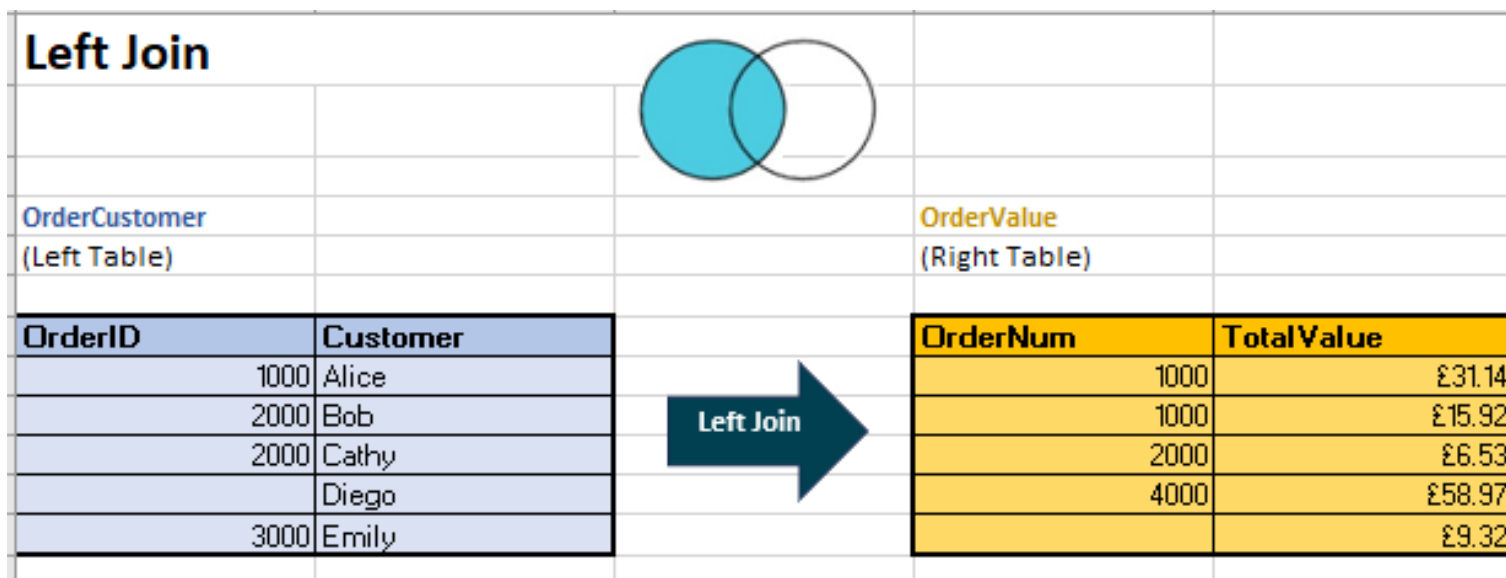 Left Join
OrderCustomer OrderValue
(Left Table) (Right Table)
OrderID Customer OrderNum TotalValue
1000 Alice 1000 £31.14
2000 Bob Left Join 1000 £15.92
2000 Cathy 2000 £6.53
Diego 4000 £58.97
3000 Emily £9.32